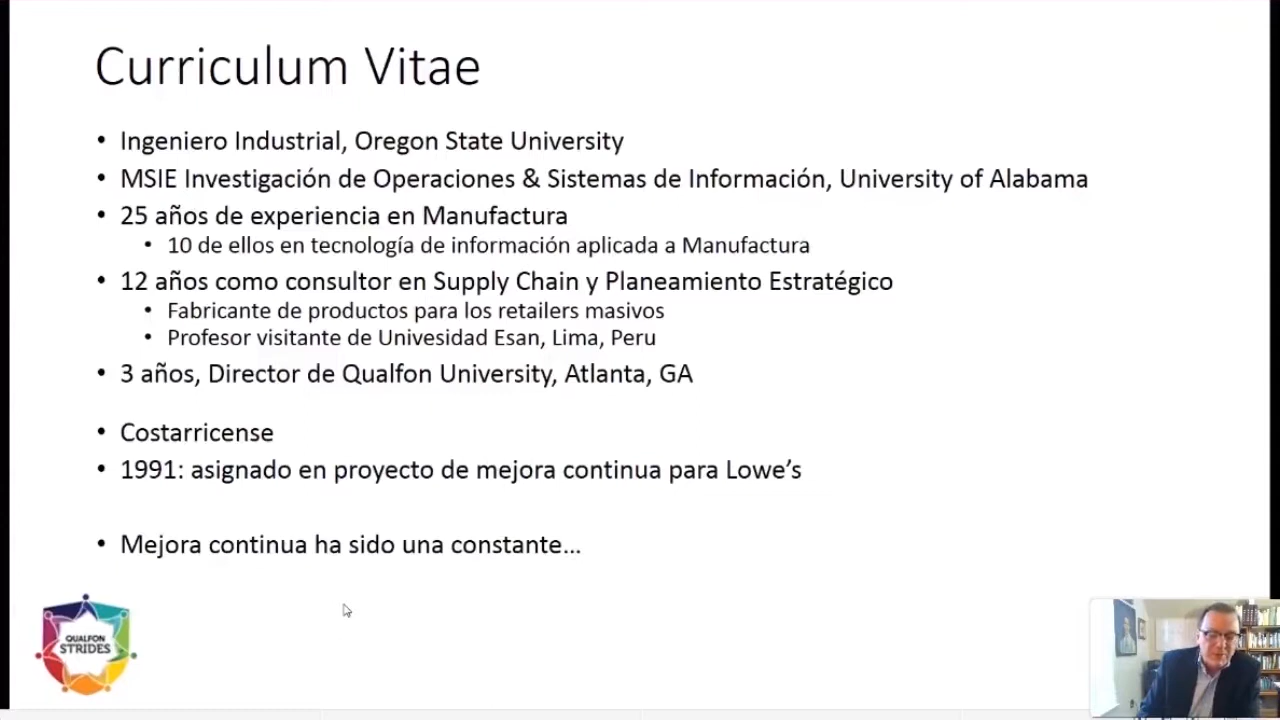 Curriculum Vitae
• Ingeniero Industrial, Oregon State University
• MSIE Investigación de Operaciones & Sistemas de Información, University of Alabama
• 25 años de experiencia en Manufactura
• 10 de ellos en tecnología de información aplicada a Manufactura
• 12 años como consultor en Supply Chain y Planeamiento Estratégico
• Fabricante de productos para los retailers masivos
• Profesor visitante de Univesidad Esan, Lima, Peru
• 3 años, Director de Qualfon University, Atlanta, GA
• Costarricense
• 1991: asignado en proyecto de mejora continua para Lowe’s
• Mejora continua ha sido una constante…
QUALFON
STRIDES